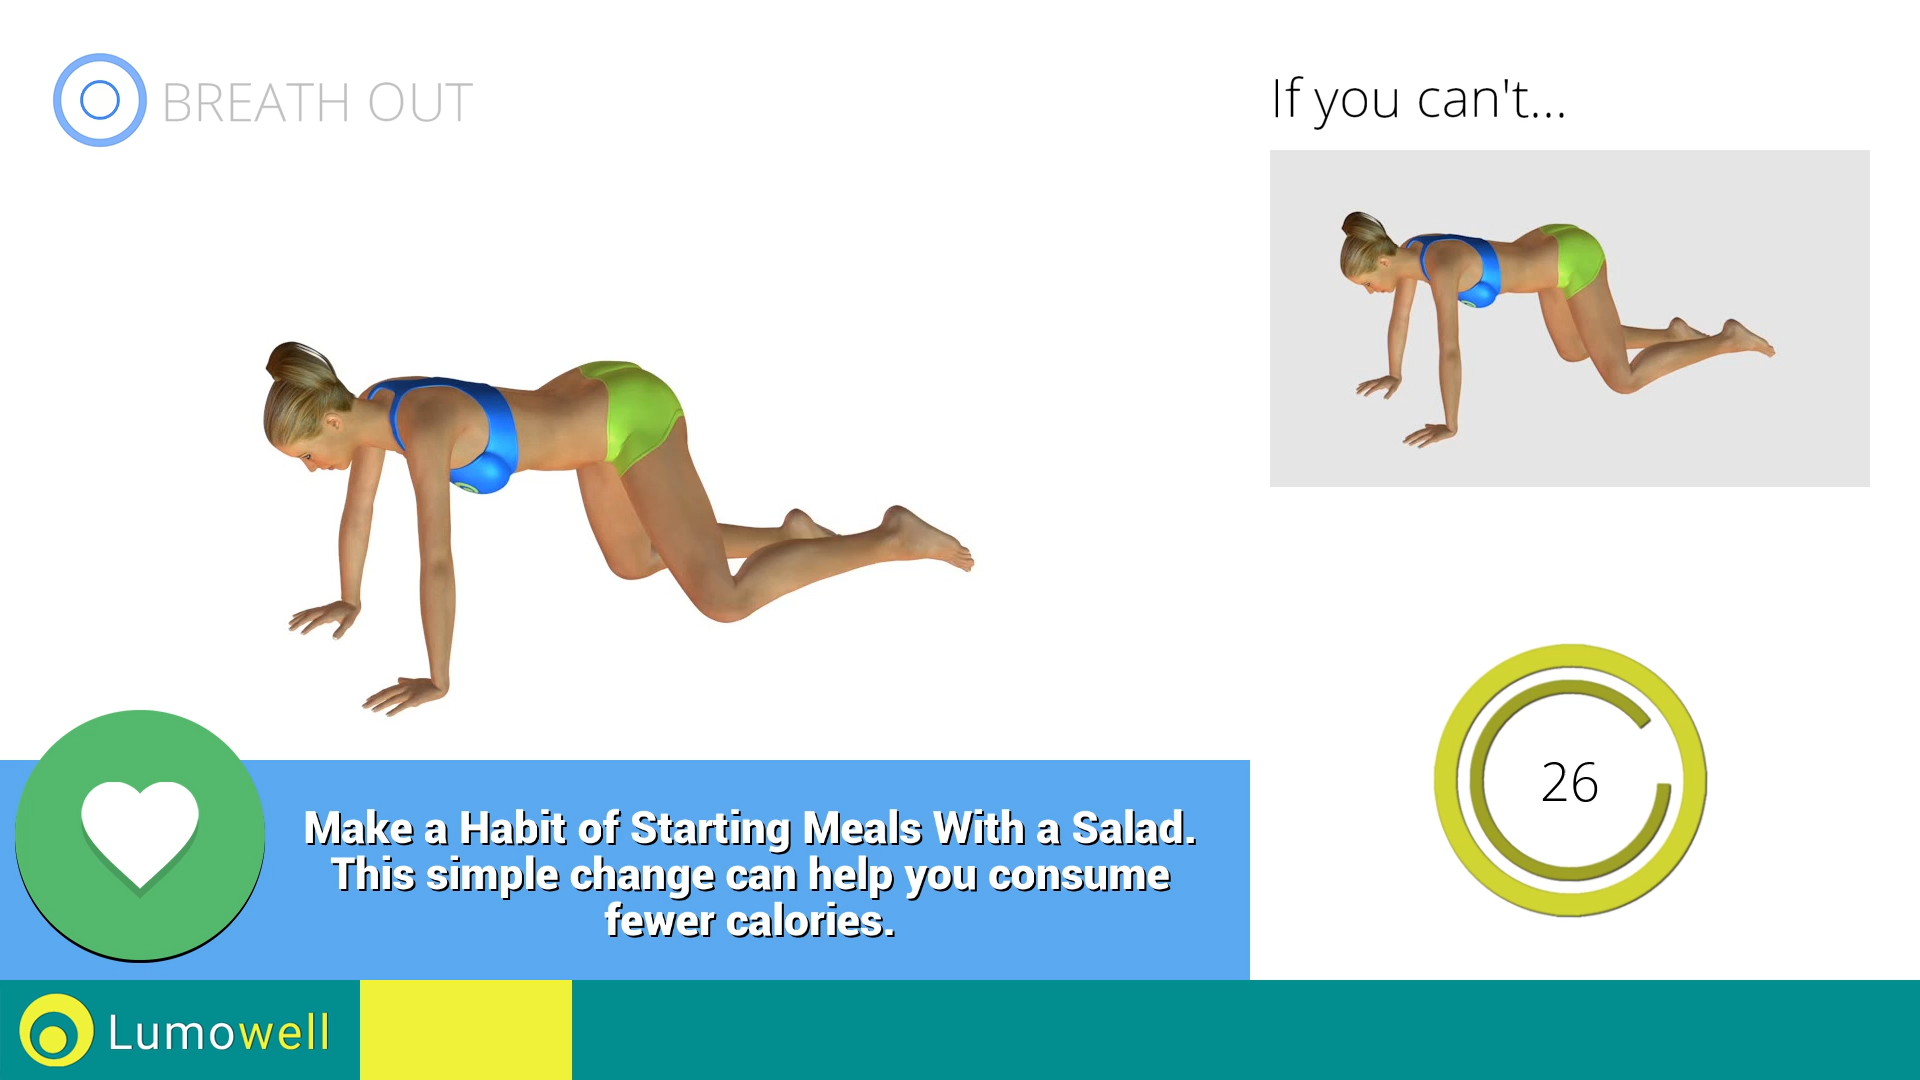 BREATH OUT
If you can't...
26
Make a Habit of Starting Meals With a Salad.
This simple change can help you consume
fewer calories.
Lumowell